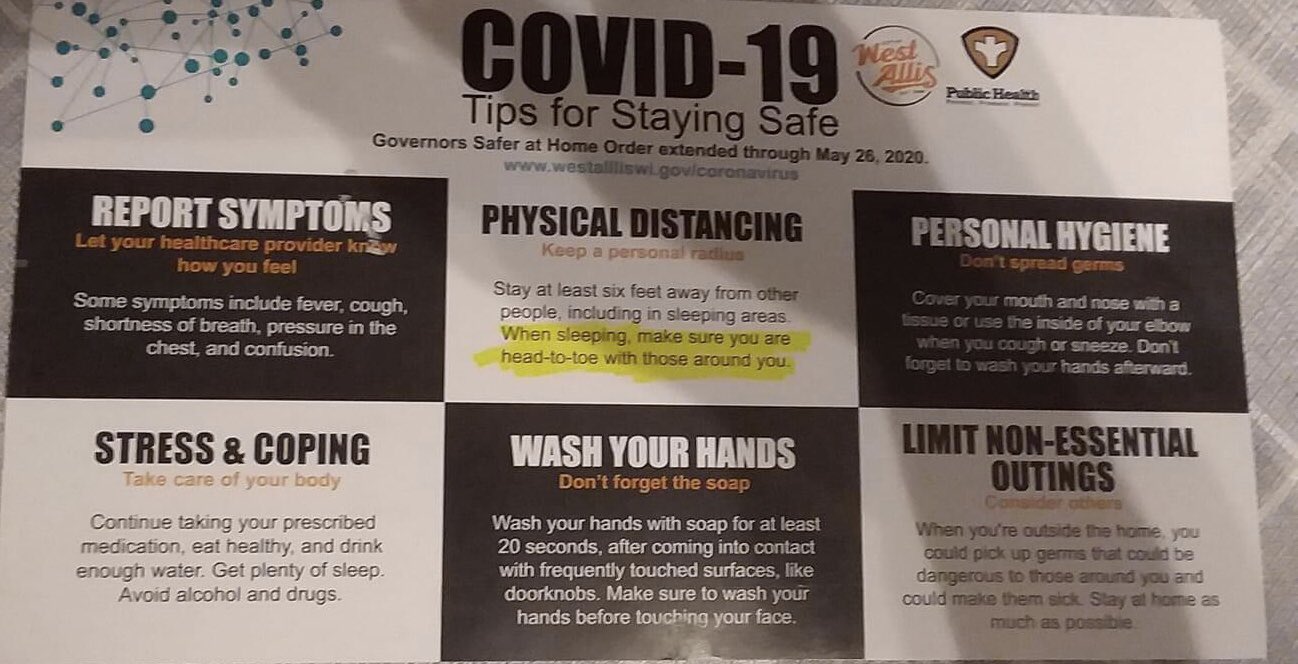 COVID-19
West
Allis
Public Health
Tips for Staying Safe
Governors Safer at Home Order extended through May 26, 2020.
www.westallliswi.gov/coronavirus
REPORT SYMPTOMS
Let your healthcare provider know
how you feel
Some symptoms include fever, cough,
shortness of breath, pressure in the
chest, and confusion.
PHYSICAL DISTANCING
Keep a personal radius
Stay at least six feet away from other
people, including in sleeping areas.
When sleeping, make sure you are
head-to-toe with those around you.
PERSONAL HYGIENE
Don't spread germs
Cover your mouth and nose with a
tissue or use the inside of your elbow
when you cough or sneeze. Don't
forget to wash your hands afterward.
STRESS & COPING
Take care of your body
Continue taking your prescribed
medication, eat healthy, and drink
enough water. Get plenty of sleep.
Avoid alcohol and drugs.
WASH YOUR HANDS
Don't forget the soap
Wash your hands with soap for at least
20 seconds, after coming into contact
with frequently touched surfaces, like
doorknobs. Make sure to wash your
hands before touching your face.
LIMIT NON-ESSENTIAL
OUTINGS
Consider others
When you're outside the home, you
could pick up germs that could be
dangerous to those around you and
could make them sick. Stay at home as
much as possible.